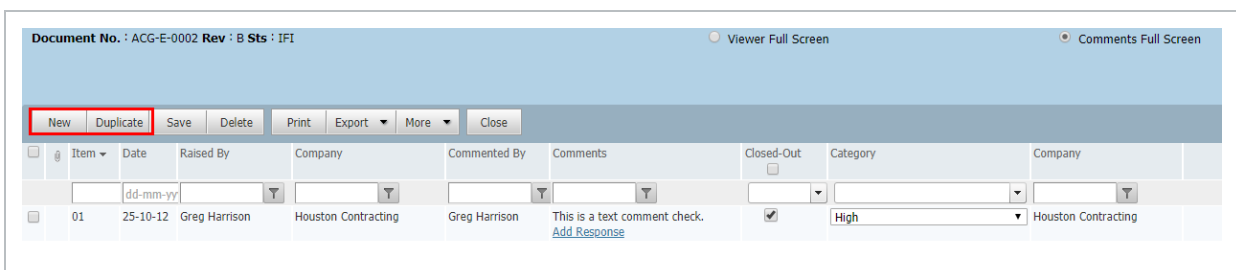 Document No. : ACG-E-0002 Rev : B Sts : IFI Viewer Full Screen Comments Full Screen
New Duplicate Save Delete Print Export More Close
Item Date Raised By Company Commented By Comments Closed-Out Category Company
dd-mm-yy
01 25-10-12 Greg Harrison Houston Contracting Greg Harrison This is a text comment check. High Houston Contracting
Add Response